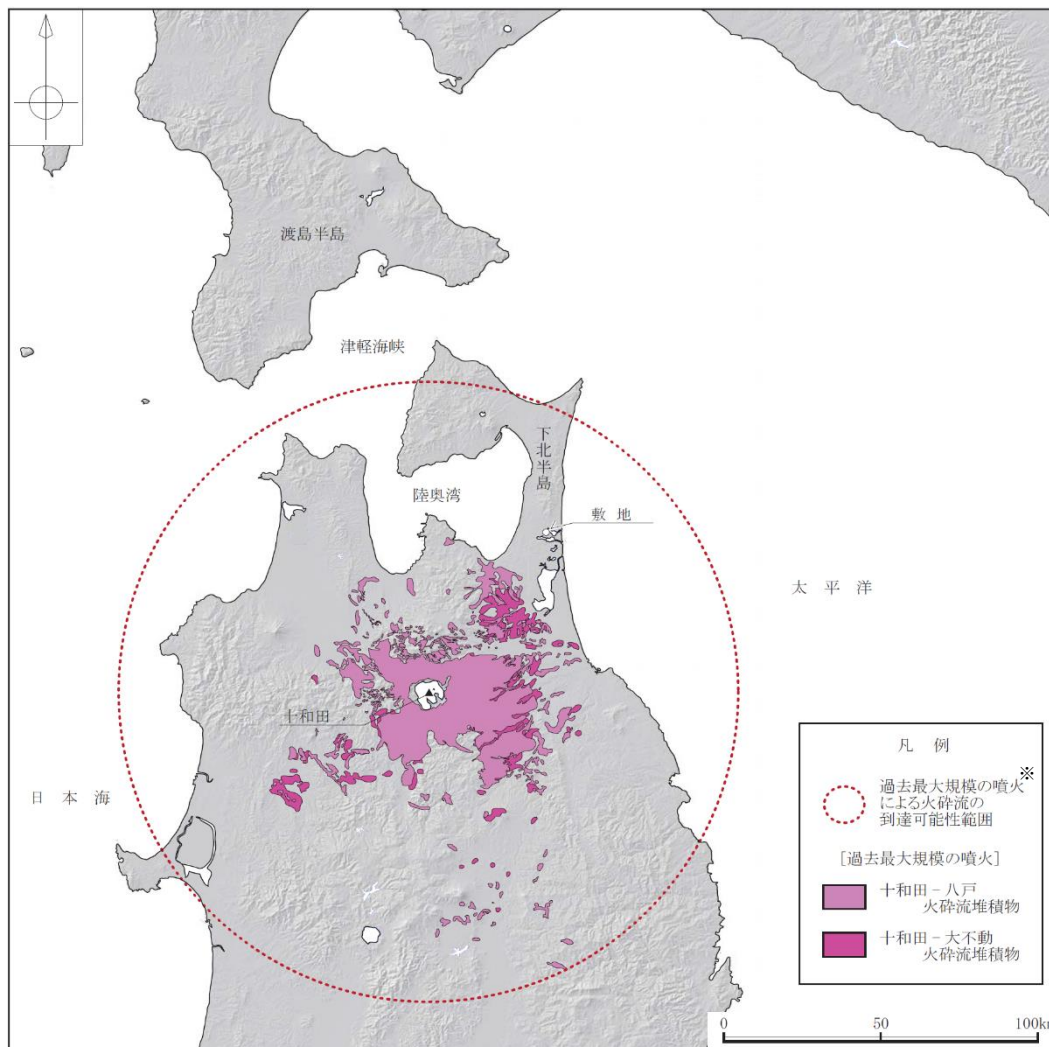 渡島半島
津軽海峡
下北半島
陸奥湾
敷 地
太 平 洋
十和田
日 本 海
凡 例
過去最大規模の噴火※
による火砕流の
到達可能性範囲
[過去最大規模の噴火]
十和田－八戸
火砕流堆積物
十和田－大不動
火砕流堆積物
0 50 100km